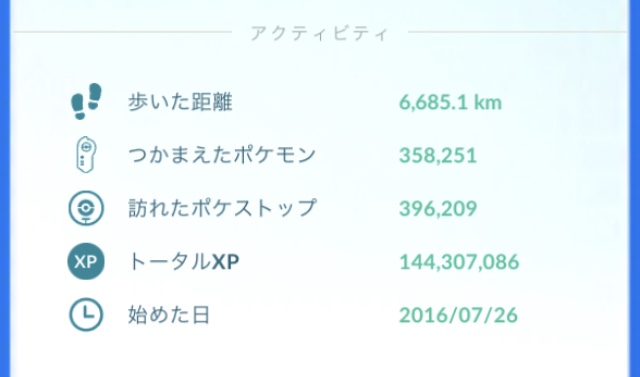 アクティビティ
歩いた距離 6,685.1 km
つかまえたポケモン 358,251
訪れたポケストップ 396,209
XP トータルXP 144,307,086
始めた日 2016/07/26